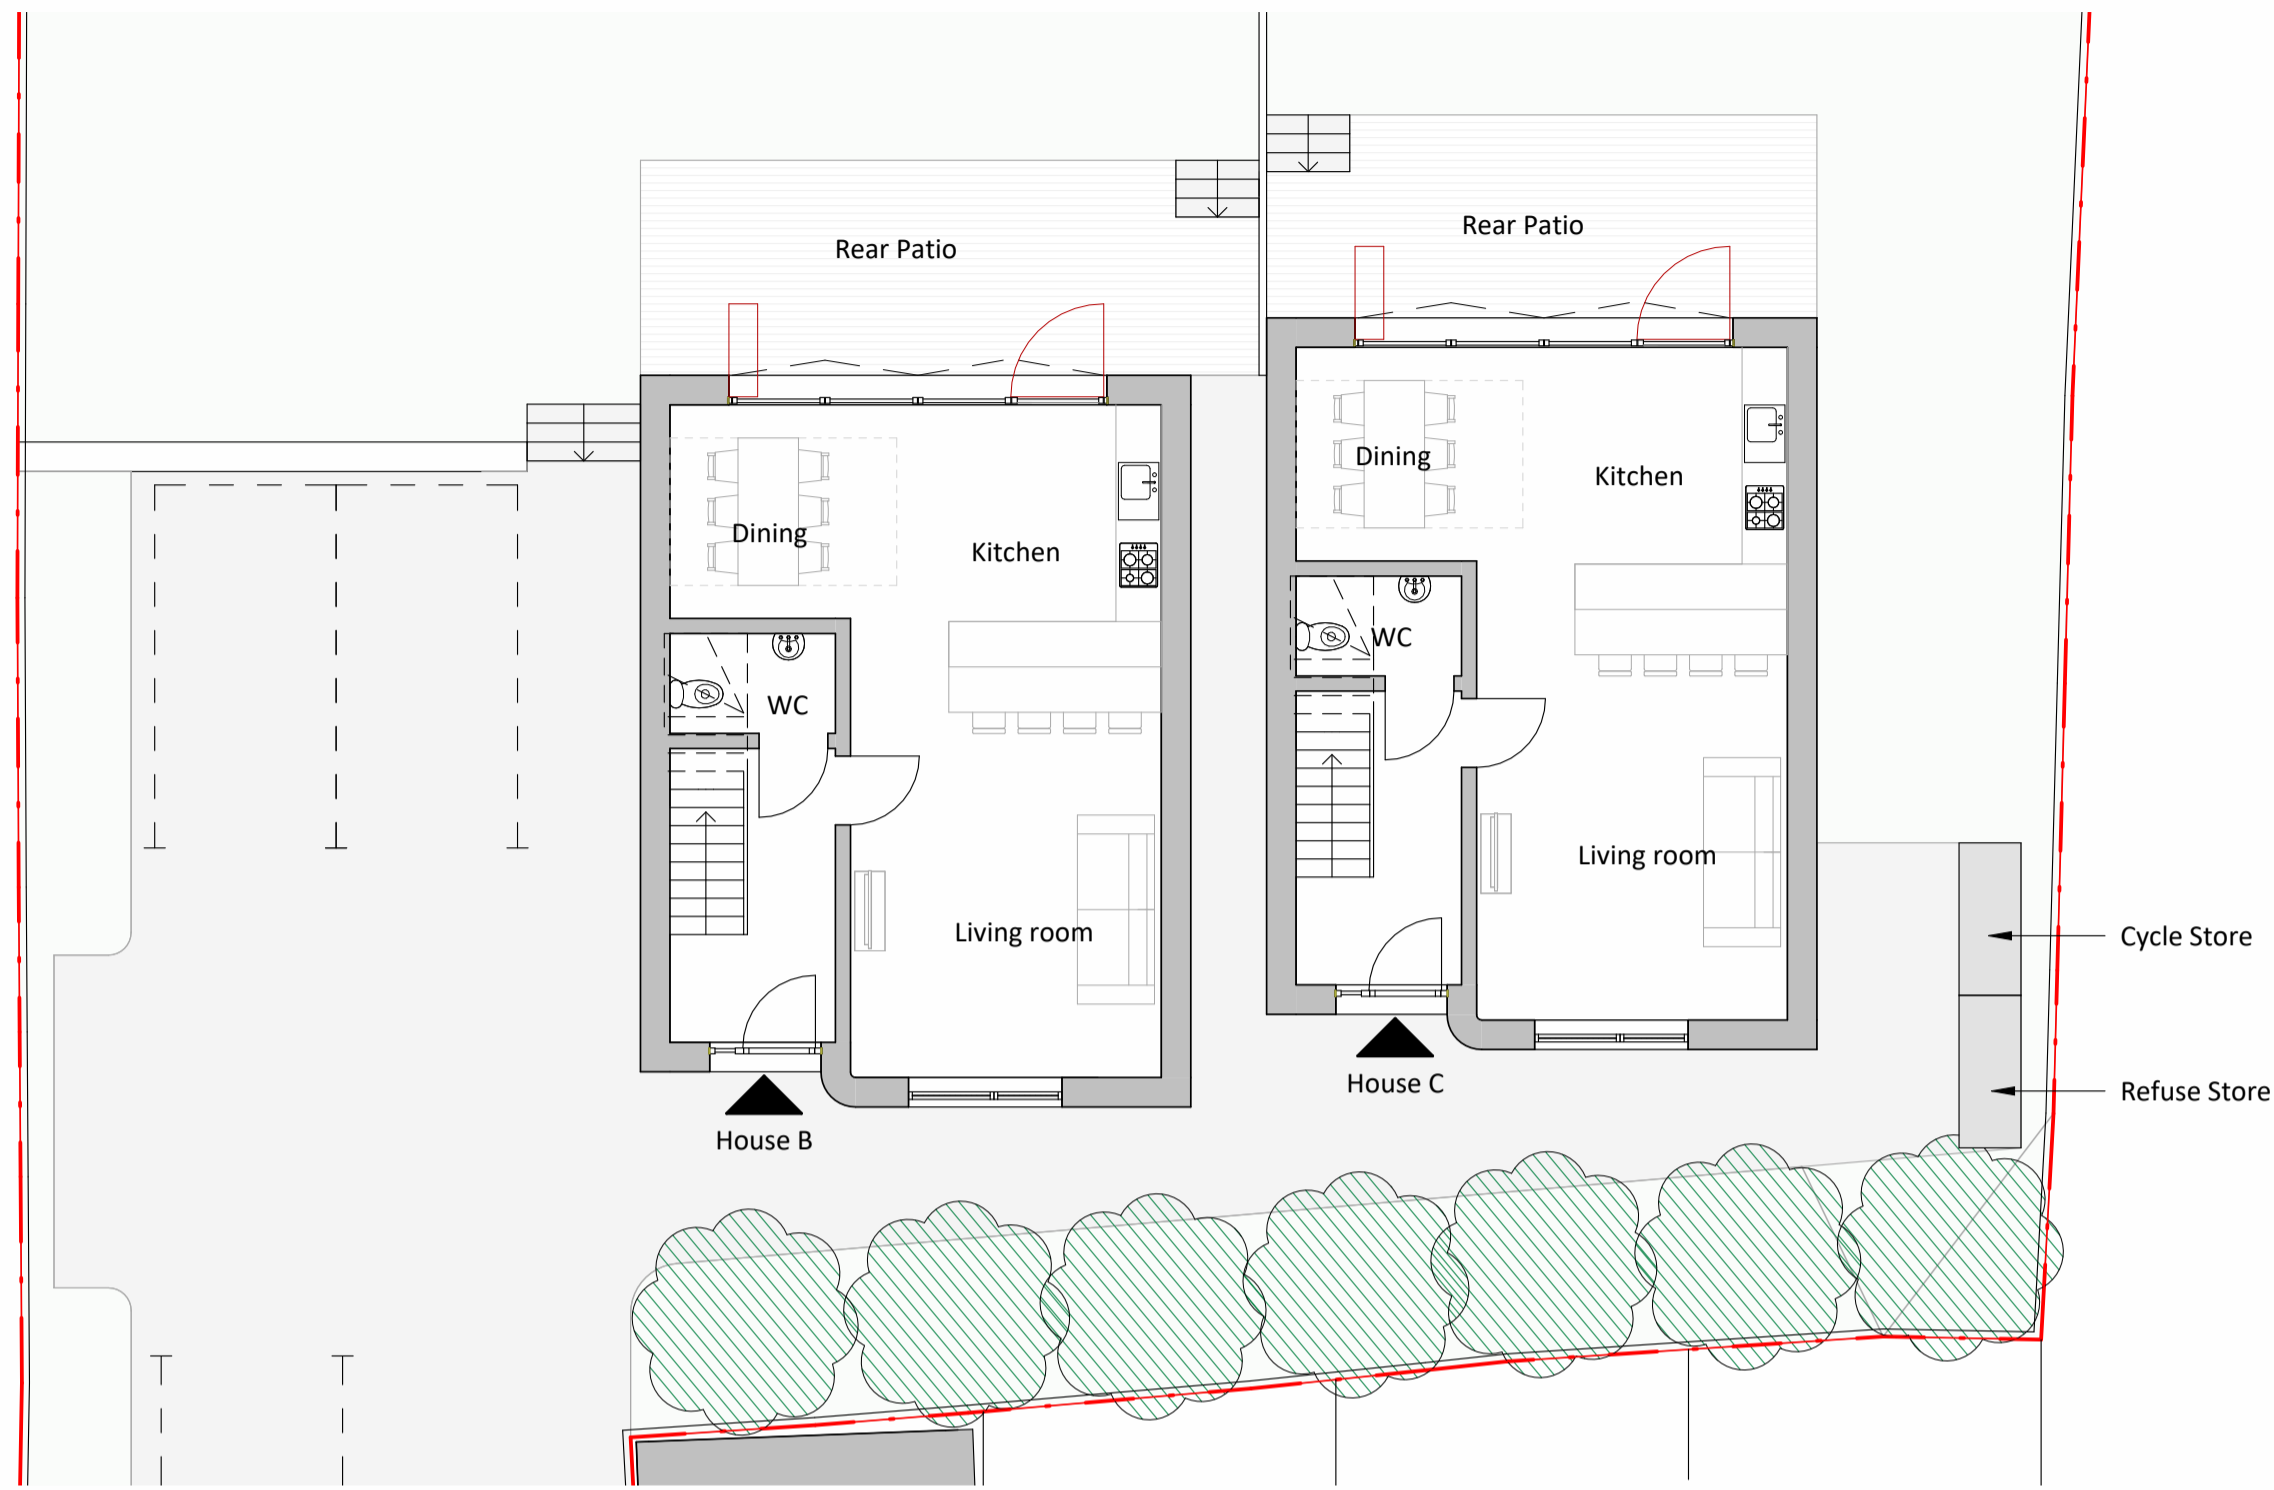 Rear Patio
Rear Patio
Dining
Kitchen
Dining
Kitchen
WC
WC
Living room
Living room
Cycle Store
House C
Refuse Store
House B